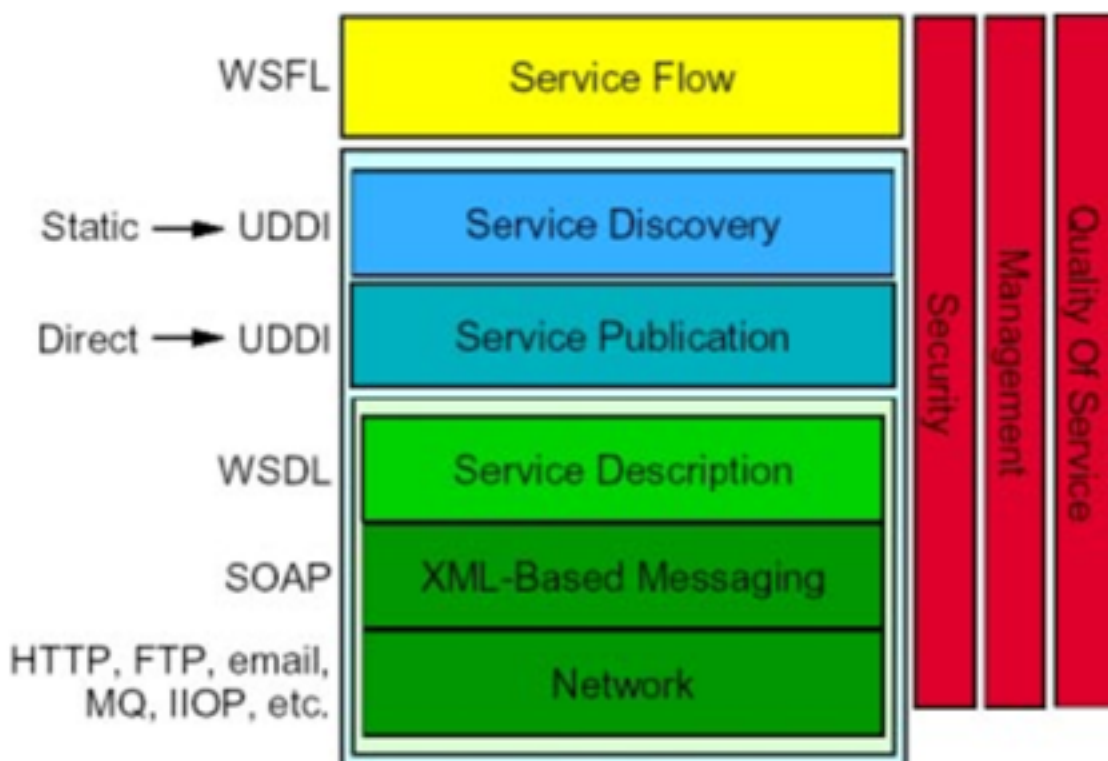 WSFL Service Flow
Static UDDI Service Discovery
Direct UDDI Service Publication
WSDL Service Description
SOAP XML-Based Messaging
HTTP, FTP, email,
MQ, IIOP, etc.
Network
Security
Management
Quality Of Service